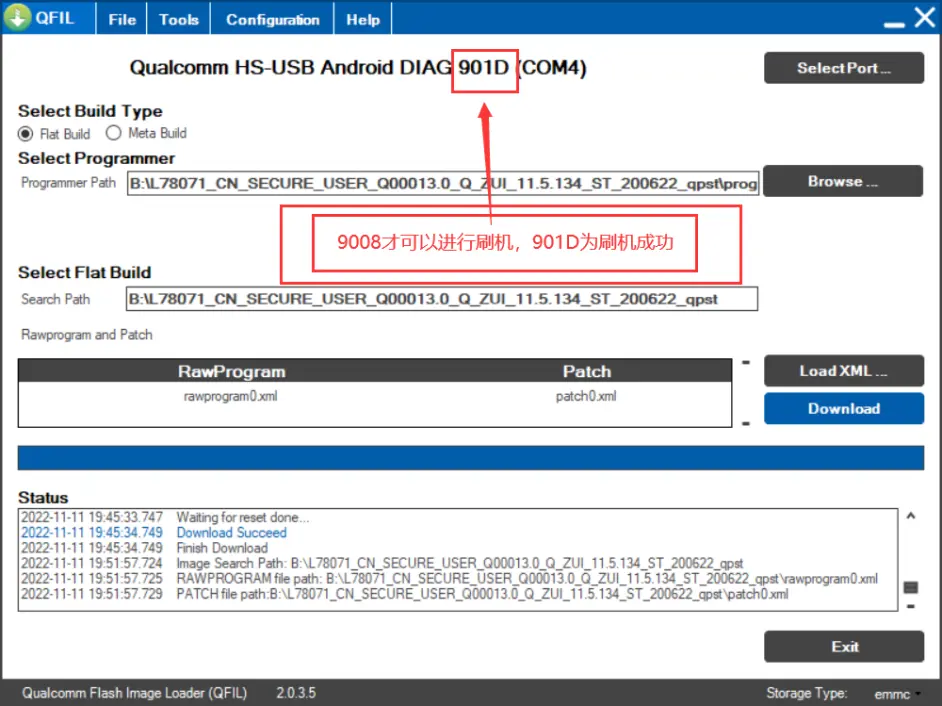 QFIL File Tools Configuration Help
Qualcomm HS-USB Android DIAG 901D (COM4)
Select Port ...
Select Build Type
Flat Build Meta Build
Select Programmer
Programmer Path B:\L78071_CN_SECURE_USER_Q00013.0_Q_ZUI_11.5.134_ST_200622_qpst\prog Browse ...
9008才可以进行刷机，901D为刷机成功
Select Flat Build
Search Path B:\L78071_CN_SECURE_USER_Q00013.0_Q_ZUI_11.5.134_ST_200622_qpst
Rawprogram and Patch
RawProgram Patch Load XML ...
rawprogram0.xml patch0.xml
Download
Status
2022-11-11 19:45:33.747 Waiting for reset done...
2022-11-11 19:45:34.749 Download Succeed
2022-11-11 19:45:34.749 Finish Download
2022-11-11 19:51:57.724 Image Search Path: B:\L78071_CN_SECURE_USER_Q00013.0_Q_ZUI_11.5.134_ST_200622_qpst
2022-11-11 19:51:57.725 RAWPROGRAM file path: B:\L78071_CN_SECURE_USER_Q00013.0_Q_ZUI_11.5.134_ST_200622_qpst\rawprogram0.xml
2022-11-11 19:51:57.729 PATCH file path:B:\L78071_CN_SECURE_USER_Q00013.0_Q_ZUI_11.5.134_ST_200622_qpst\patch0.xml
Exit
Qualcomm Flash Image Loader (QFIL) 2.0.3.5 Storage Type: emmc